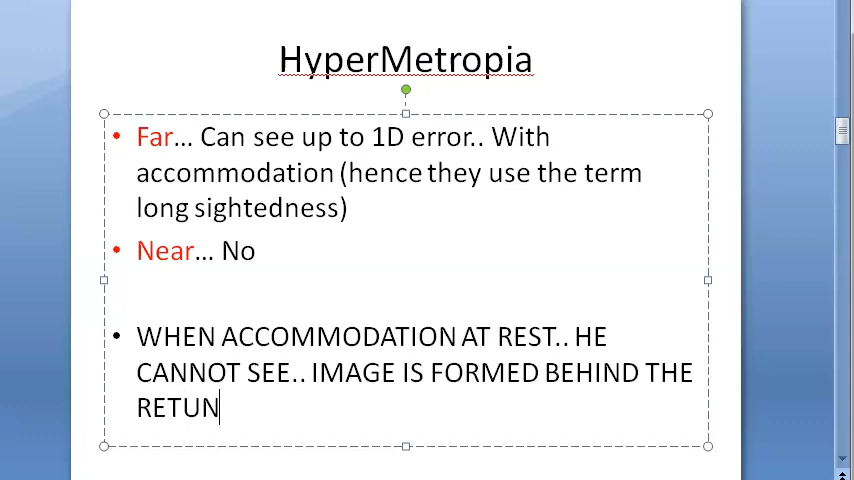 HyperMetropia
• Far... Can see up to 1D error.. With
accommodation (hence they use the term
long sightedness)
• Near... No
• WHEN ACCOMMODATION AT REST.. HE
CANNOT SEE.. IMAGE IS FORMED BEHIND THE
RETUN